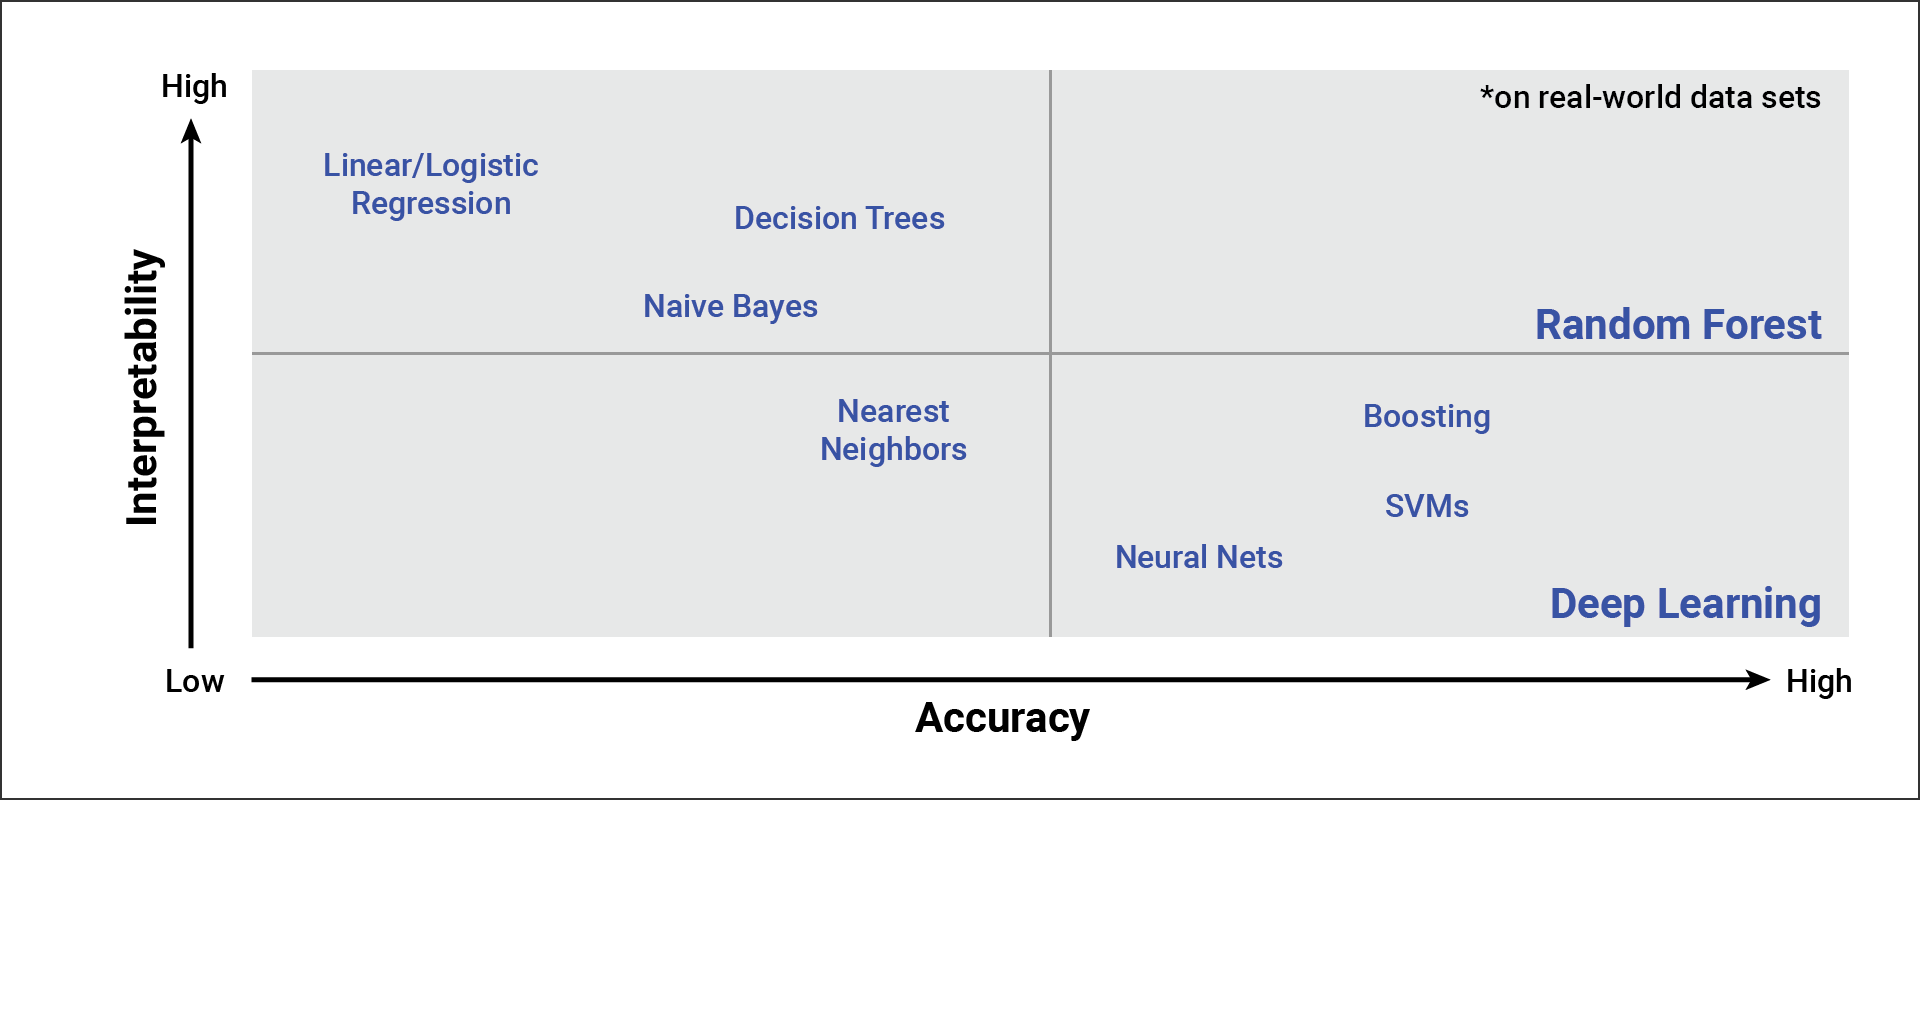 High
*on real-world data sets
Linear/Logistic
Regression
Decision Trees
Naive Bayes
Random Forest
Interpretability
Nearest
Neighbors
Boosting
SVMs
Neural Nets
Deep Learning
Low
High
Accuracy